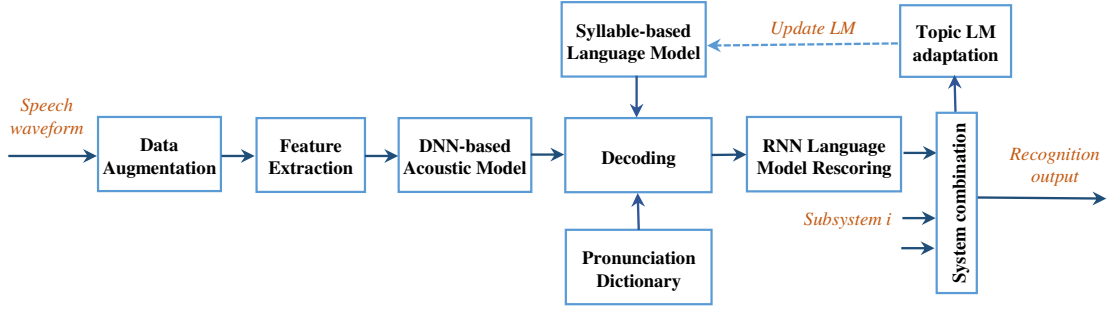 Syllable-based
Language Model
Update LM
Topic LM
adaptation
Speech
waveform
Data
Augmentation
Feature
Extraction
DNN-based
Acoustic Model
Decoding
RNN Language
Model Rescoring
System combination
Recognition
output
Subsystem i
Pronunciation
Dictionary